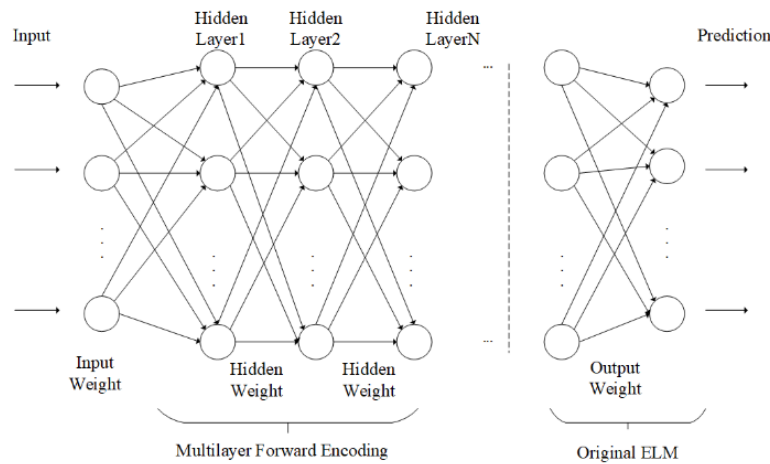 Input
Hidden
Layer1
Hidden
Layer2
Hidden
LayerN
Prediction
...
...
Input
Weight
Hidden
Weight
Hidden
Weight
Output
Weight
Multilayer Forward Encoding
Original ELM